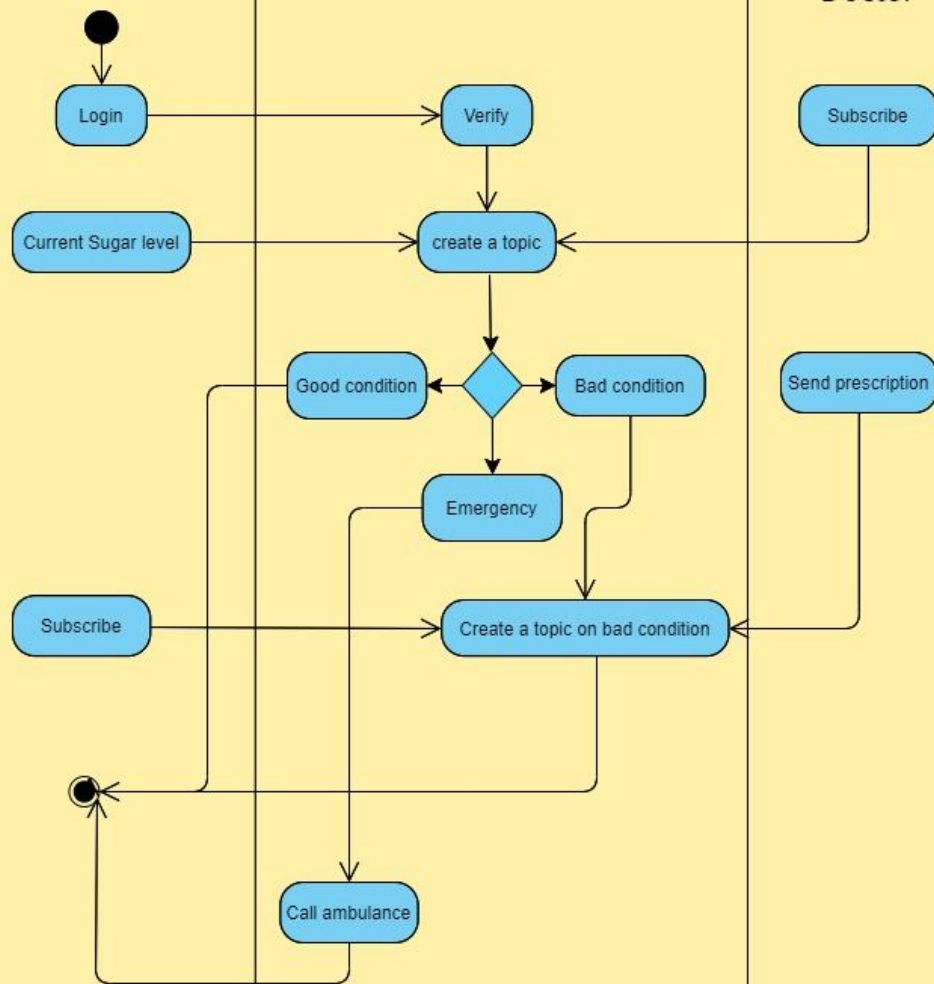 Login
Verify
Subscribe
Current Sugar level
create a topic
Good condition
Bad condition
Send prescription
Emergency
Subscribe
Create a topic on bad condition
Call ambulance